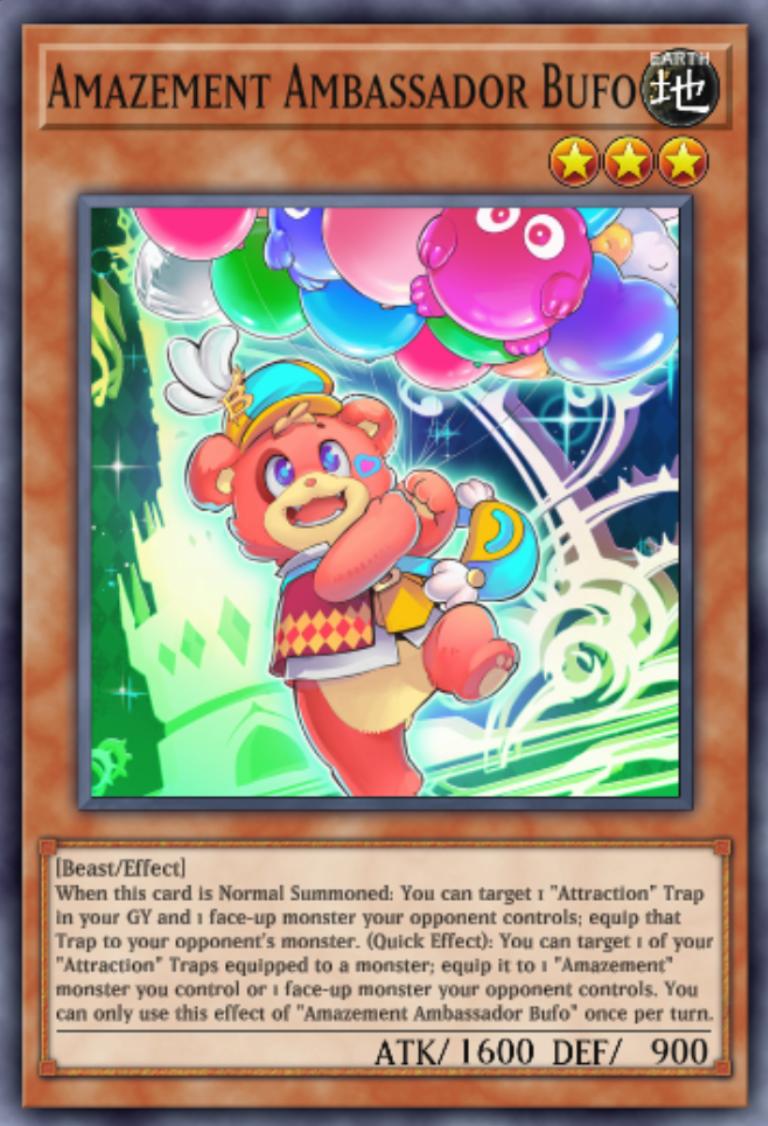 AMAZEMENT AMBASSADOR BUFO
EARTH
地
B
[Beast/Effect]
When this card is Normal Summoned: You can target 1 "Attraction" Trap
in your GY and 1 face-up monster your opponent controls; equip that
Trap to your opponent's monster. (Quick Effect): You can target 1 of your
"Attraction" Traps equipped to a monster; equip it to 1 "Amazement"
monster you control or 1 face-up monster your opponent controls. You
can only use this effect of "Amazement Ambassador Bufo" once per turn.
ATK/ 1600 DEF/ 900